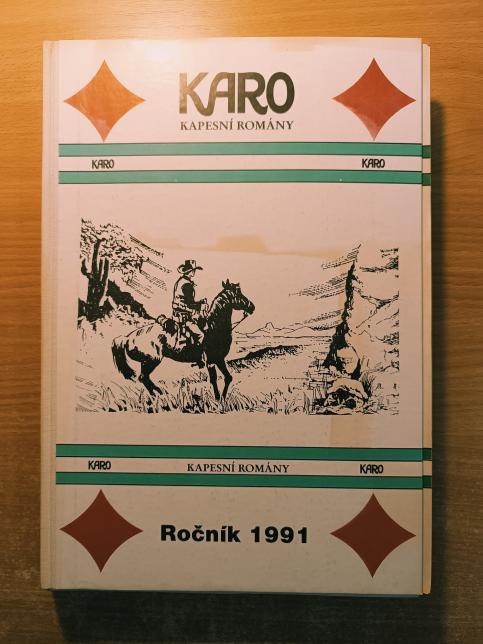 KARO
KAPESNÍ ROMÁNY
KARO KARO
KARO KAPESNÍ ROMÁNY KARO
Ročník 1991